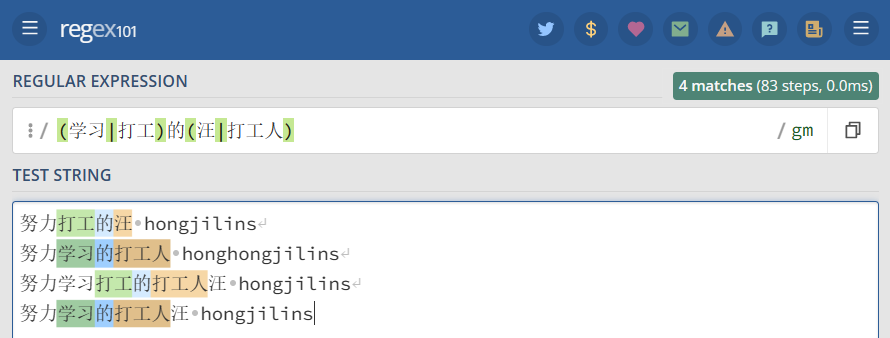 regex101
REGULAR EXPRESSION
4 matches (83 steps, 0.0ms)
/ (学习|打工)的(汪|打工人) / gm
TEST STRING
努力打工的汪 hongjilins
努力学习的打工人 honghongjilins
努力学习打工的打工人汪 hongjilins
努力学习的打工人汪 hongjilins